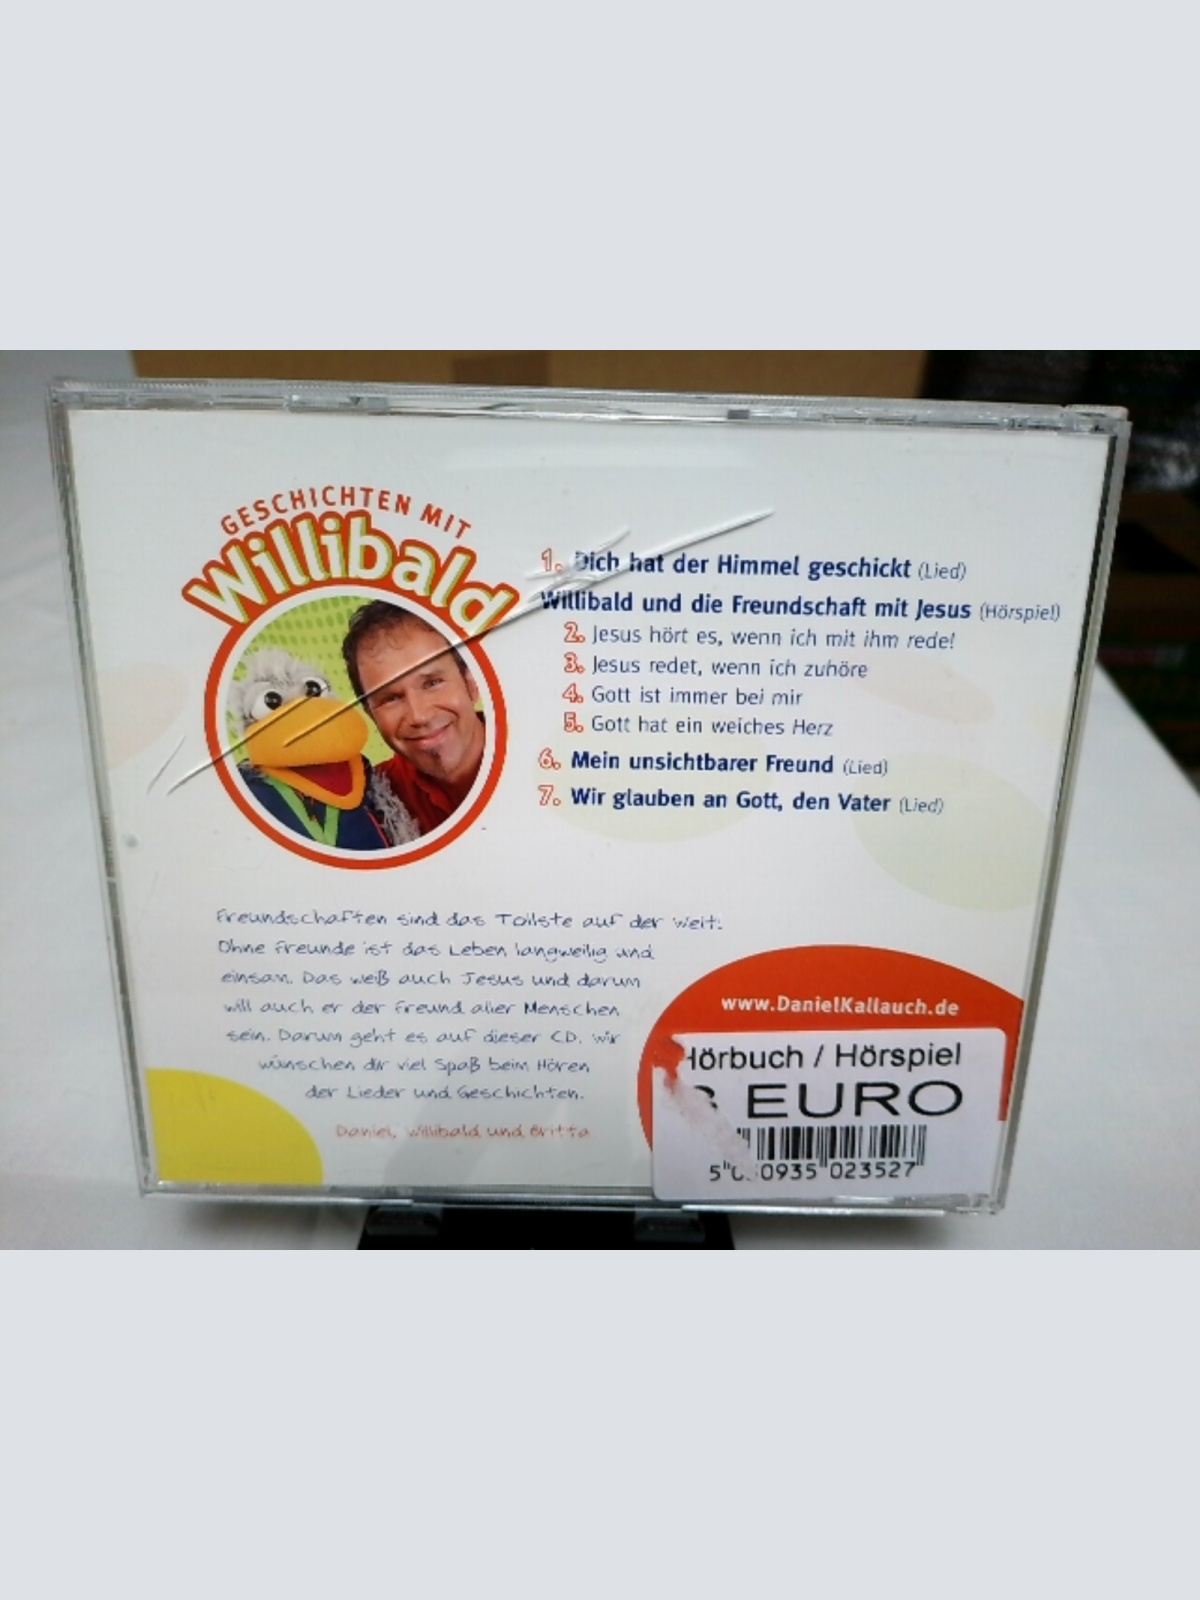 GESCHICHTEN MIT
Willibald
1. Dich hat der Himmel geschickt (Lied)
Willibald und die Freundschaft mit Jesus (Hörspiel)
2. Jesus hört es, wenn ich mit ihm rede!
3. Jesus redet, wenn ich zuhöre
4. Gott ist immer bei mir
5. Gott hat ein weiches Herz
6. Mein unsichtbarer Freund (Lied)
7. Wir glauben an Gott, den Vater (Lied)
Freundschaften sind das Tollste auf der Welt!
Ohne Freunde ist das Leben langweilig und
einsam. Das weiß auch Jesus und darum
will auch er der Freund aller Menschen
sein. Darum geht es auf dieser CD. Wir
wünschen dir viel Spaß beim Hören
der Lieder und Geschichten.
Daniel, Willibald und Britta
www.DanielKallauch.de
Hörbuch / Hörspiel
EURO
0935 023527